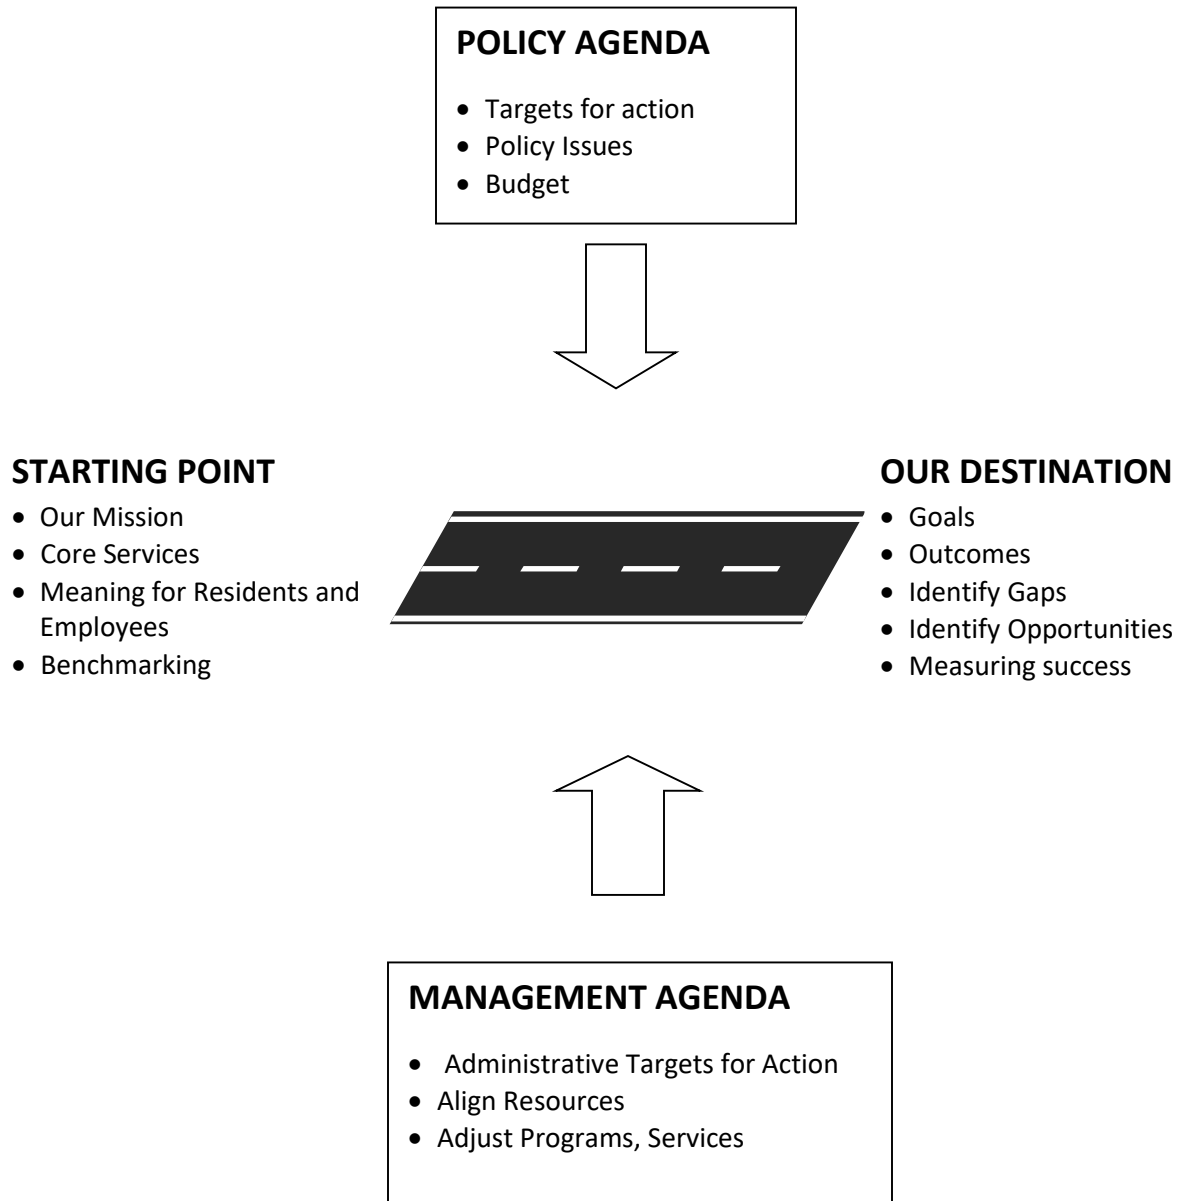 POLICY AGENDA
• Targets for action
• Policy Issues
• Budget
STARTING POINT
• Our Mission
• Core Services
• Meaning for Residents and
Employees
• Benchmarking
OUR DESTINATION
• Goals
• Outcomes
• Identify Gaps
• Identify Opportunities
• Measuring success
MANAGEMENT AGENDA
• Administrative Targets for Action
• Align Resources
• Adjust Programs, Services